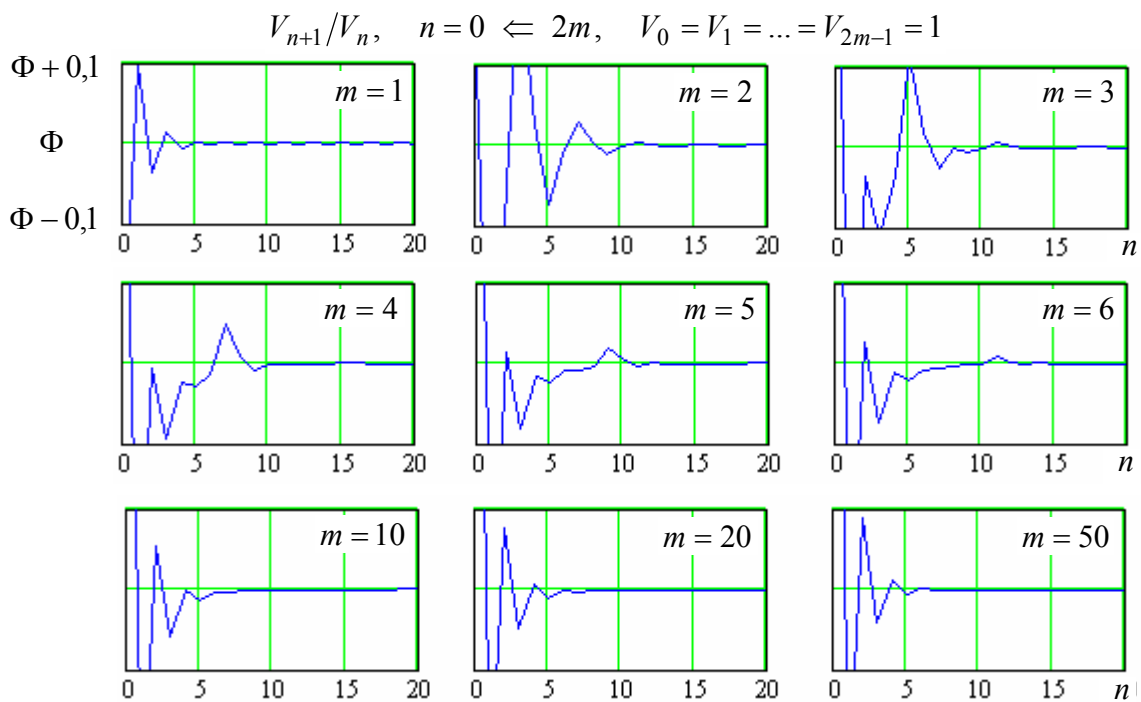 V_{n+1}/V_n, n = 0 ⇐ 2m, V_0 = V_1 = ... = V_{2m−1} = 1
Φ + 0,1
Φ
Φ − 0,1
m = 1
m = 2
m = 3
0 5 10 15 20
0 5 10 15 20
0 5 10 15 n
m = 4
m = 5
m = 6
0 5 10 15 20
0 5 10 15 20
0 5 10 15 n
m = 10
m = 20
m = 50
0 5 10 15 20
0 5 10 15 20
0 5 10 15 n